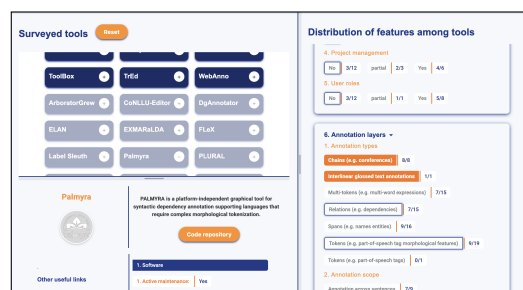 Surveyed tools
Reset
ToolBox
TrEd
WebAnno
ArboratorGrew
CoNLLU-Editor
DgAnnotator
ELAN
EXMARaLDA
FLeX
Label Sleuth
Palmyra
PLURAL
Palmyra
PALMYRA is a platform-independent graphical tool for
syntactic dependency annotation supporting languages that
require complex morphological tokenization.
Code repository
Other useful links
1. Software
1. Active maintenance Yes
Distribution of features among tools
4. Project management
No 3/12 partial 2/3 Yes 4/6
5. User roles
No 3/12 partial 1/1 Yes 5/8
6. Annotation layers
1. Annotation types
Chains (e.g. coreferences) 8/8
Interlinear glossed text annotations 1/1
Multi-tokens (e.g. multi-word expressions) 7/15
Relations (e.g. dependencies) 7/15
Spans (e.g. names entities) 9/16
Tokens (e.g. part-of-speech tag morphological features) 9/19
Tokens (e.g. part-of-speech tags) 0/1
2. Annotation scope
Annotation across sentences 7/9